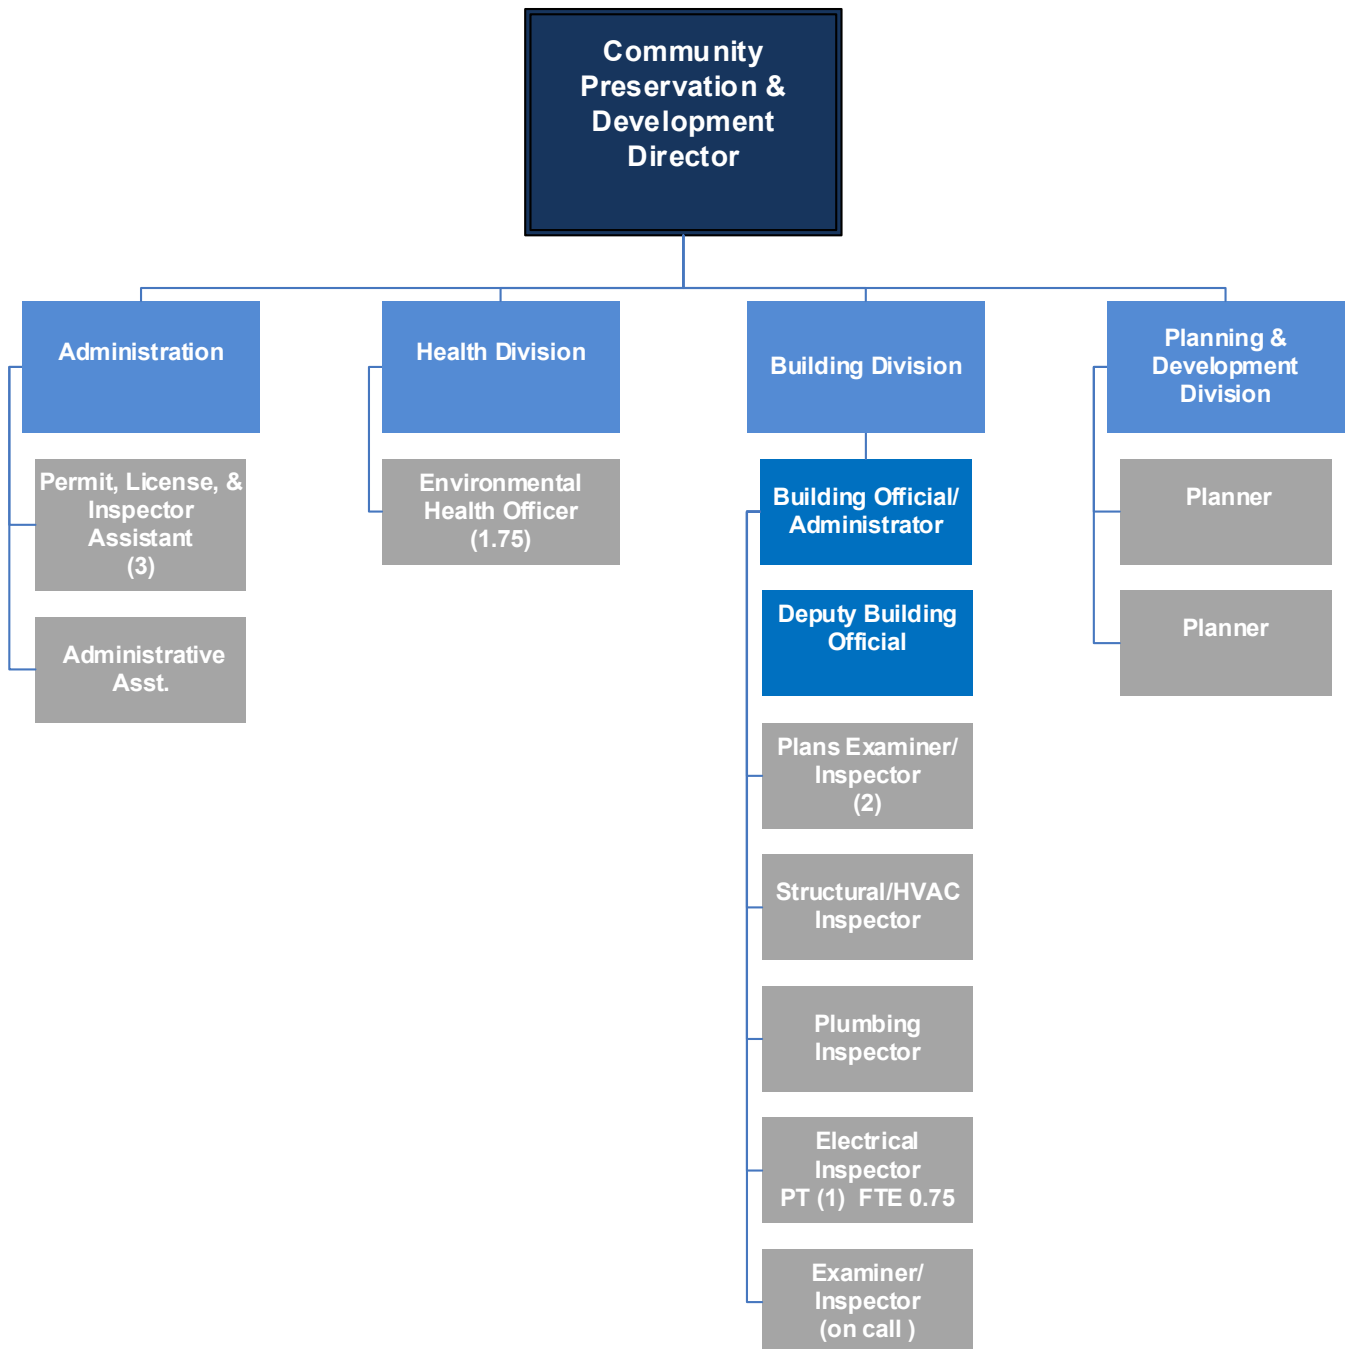 Community
Preservation &
Development
Director
Administration
Health Division
Building Division
Planning &
Development
Division
Permit, License, &
Inspector
Assistant
(3)
Administrative
Asst.
Environmental
Health Officer
(1.75)
Building Official/
Administrator
Deputy Building
Official
Plans Examiner/
Inspector
(2)
Structural/HVAC
Inspector
Plumbing
Inspector
Electrical
Inspector
PT (1)  FTE 0.75
Examiner/
Inspector
(on call )
Planner
Planner